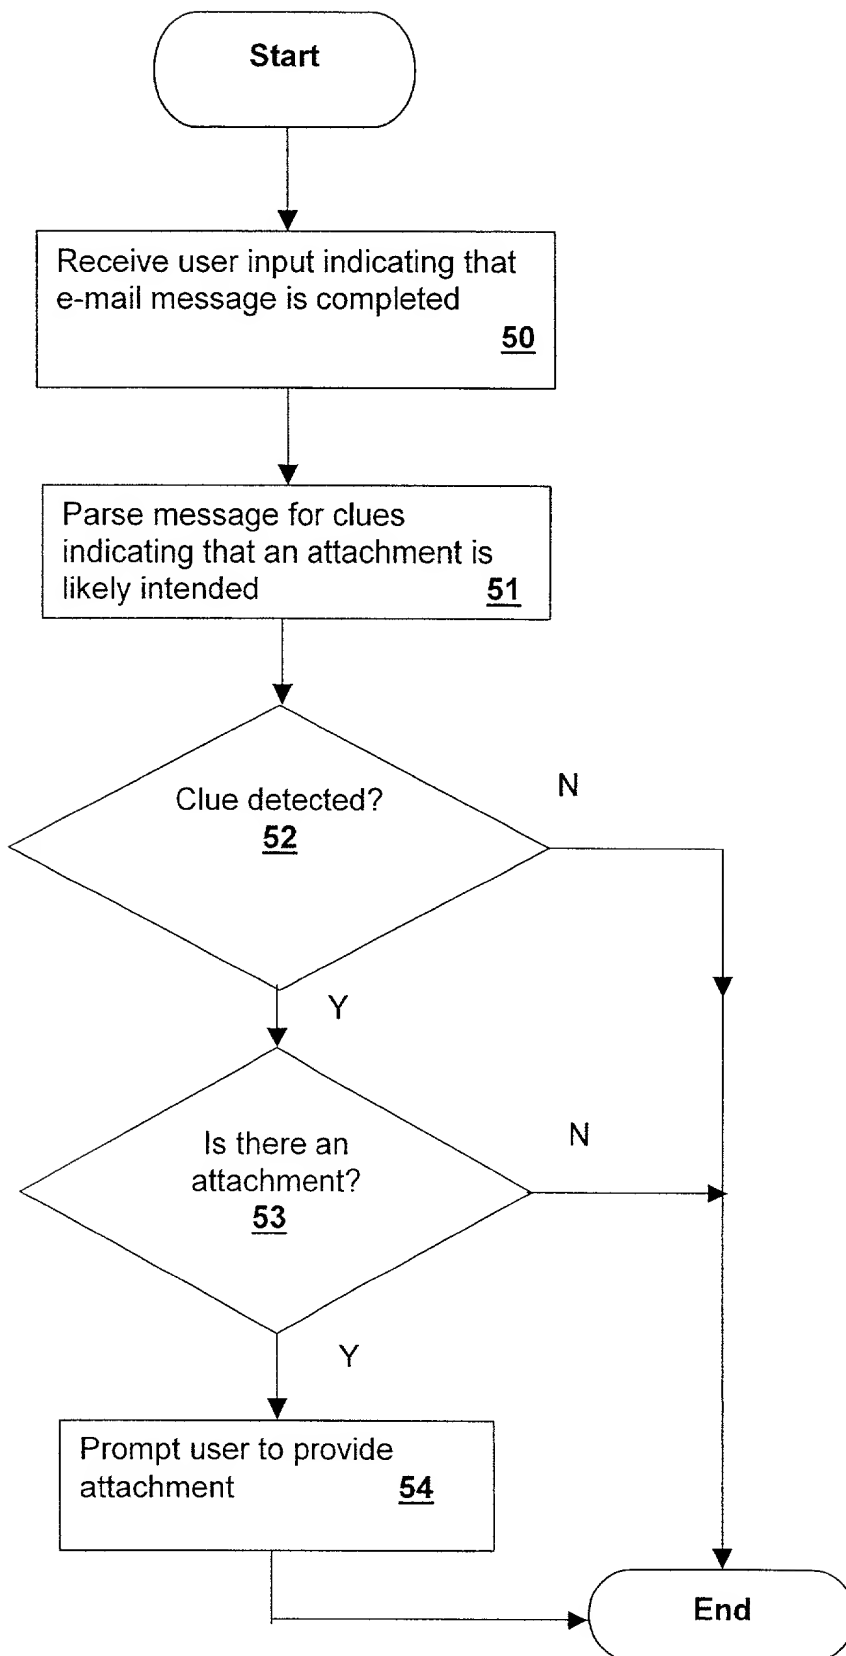 Start
Receive user input indicating that
e-mail message is completed
50
Parse message for clues
indicating that an attachment is
likely intended 51
Clue detected?
52
N
Y
Is there an
attachment?
53
N
Y
Prompt user to provide
attachment 54
End